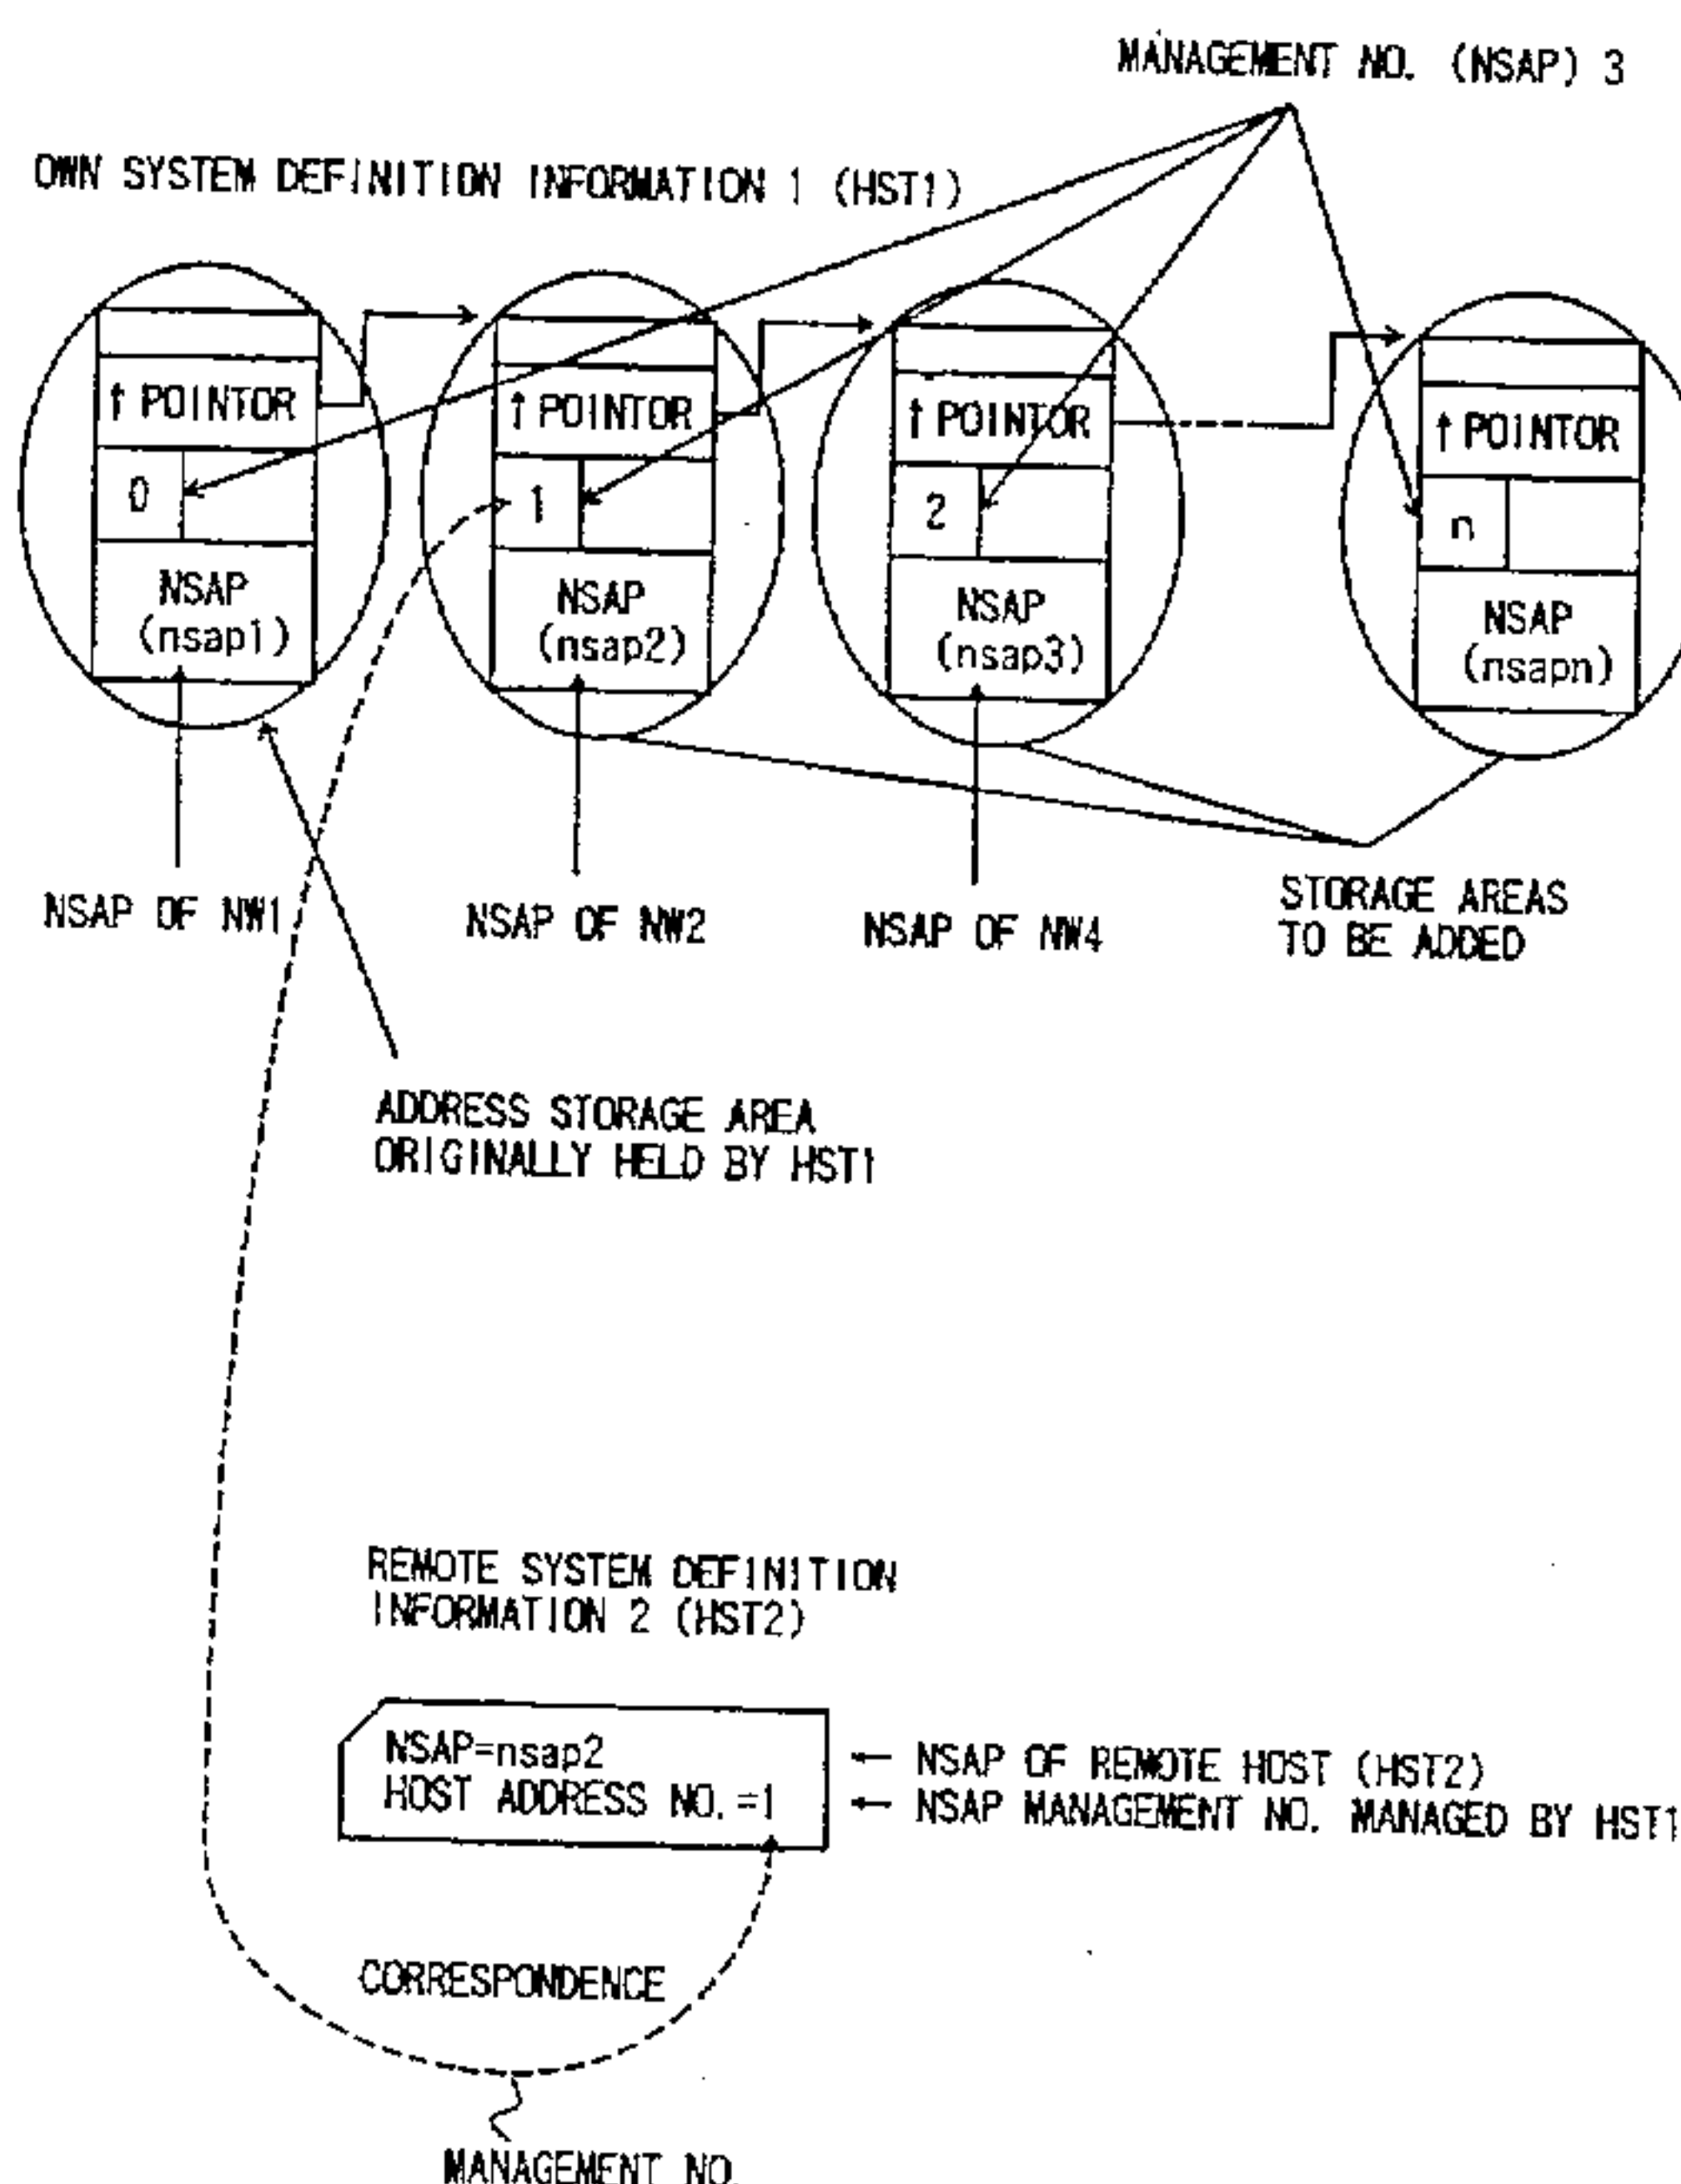 MANAGEMENT NO. (NSAP) 3
OWN SYSTEM DEFINITION INFORMATION 1 (HST1)
↑ POINTOR
0
NSAP
(nsap1)
↑ POINTOR
1
NSAP
(nsap2)
↑ POINTOR
2
NSAP
(nsap3)
↑ POINTOR
n
NSAP
(nsapn)
NSAP OF NW1
NSAP OF NW2
NSAP OF NW4
STORAGE AREAS
TO BE ADDED
ADDRESS STORAGE AREA
ORIGINALLY HELD BY HST1
REMOTE SYSTEM DEFINITION
INFORMATION 2 (HST2)
NSAP=nsap2
HOST ADDRESS NO.=1
← NSAP OF REMOTE HOST (HST2)
← NSAP MANAGEMENT NO. MANAGED BY HST1
CORRESPONDENCE
MANAGEMENT NO.